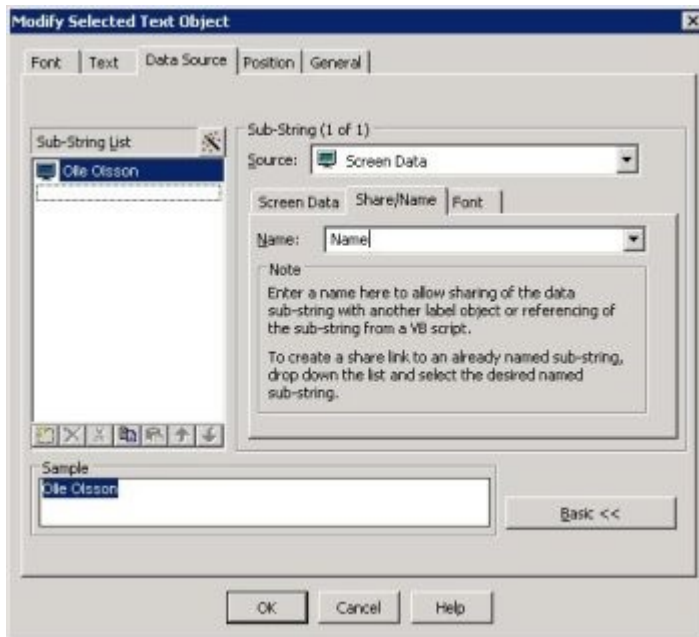 Modify Selected Text Object
Font Text Data Source Position General
Sub-String List
Olle Olsson
Sub-String (1 of 1)
Source: Screen Data
Screen Data Share/Name Font
Name: Name
Note
Enter a name here to allow sharing of the data
sub-string with another label object or referencing of
the sub-string from a VB script.
To create a share link to an already named sub-string,
drop down the list and select the desired named
sub-string.
Sample
Olle Olsson
Basic <<
OK Cancel Help